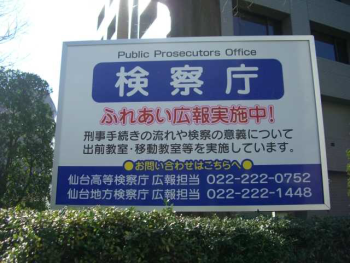 Public Prosecutors Office
検察庁
ふれあい広報実施中!
刑事手続きの流れや検察の意義について
出前教室・移動教室等を実施しています。
●お問い合わせはこちらへ●
仙台高等検察庁 広報担当 022-222-0752
仙台地方検察庁 広報担当 022-222-1448